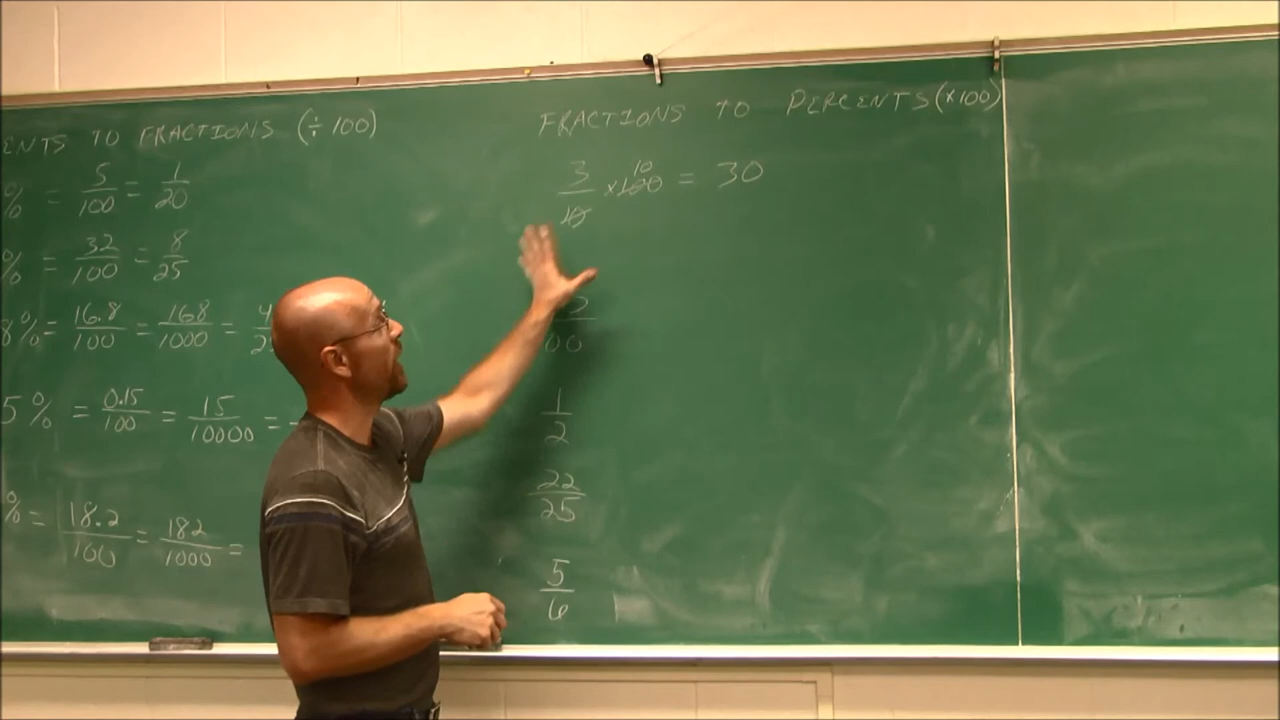 ENTS TO FRACTIONS (÷ 100)
% = 5/100 = 1/20
% = 32/100 = 8/25
8% = 16.8/100 = 168/1000 =
5% = 0.15/100 = 15/10000 =
% = 18.2/100 = 182/1000 =
FRACTIONS TO PERCENTS (×100)
3/10 × 100 10 = 30
1/2
22/25
5/6